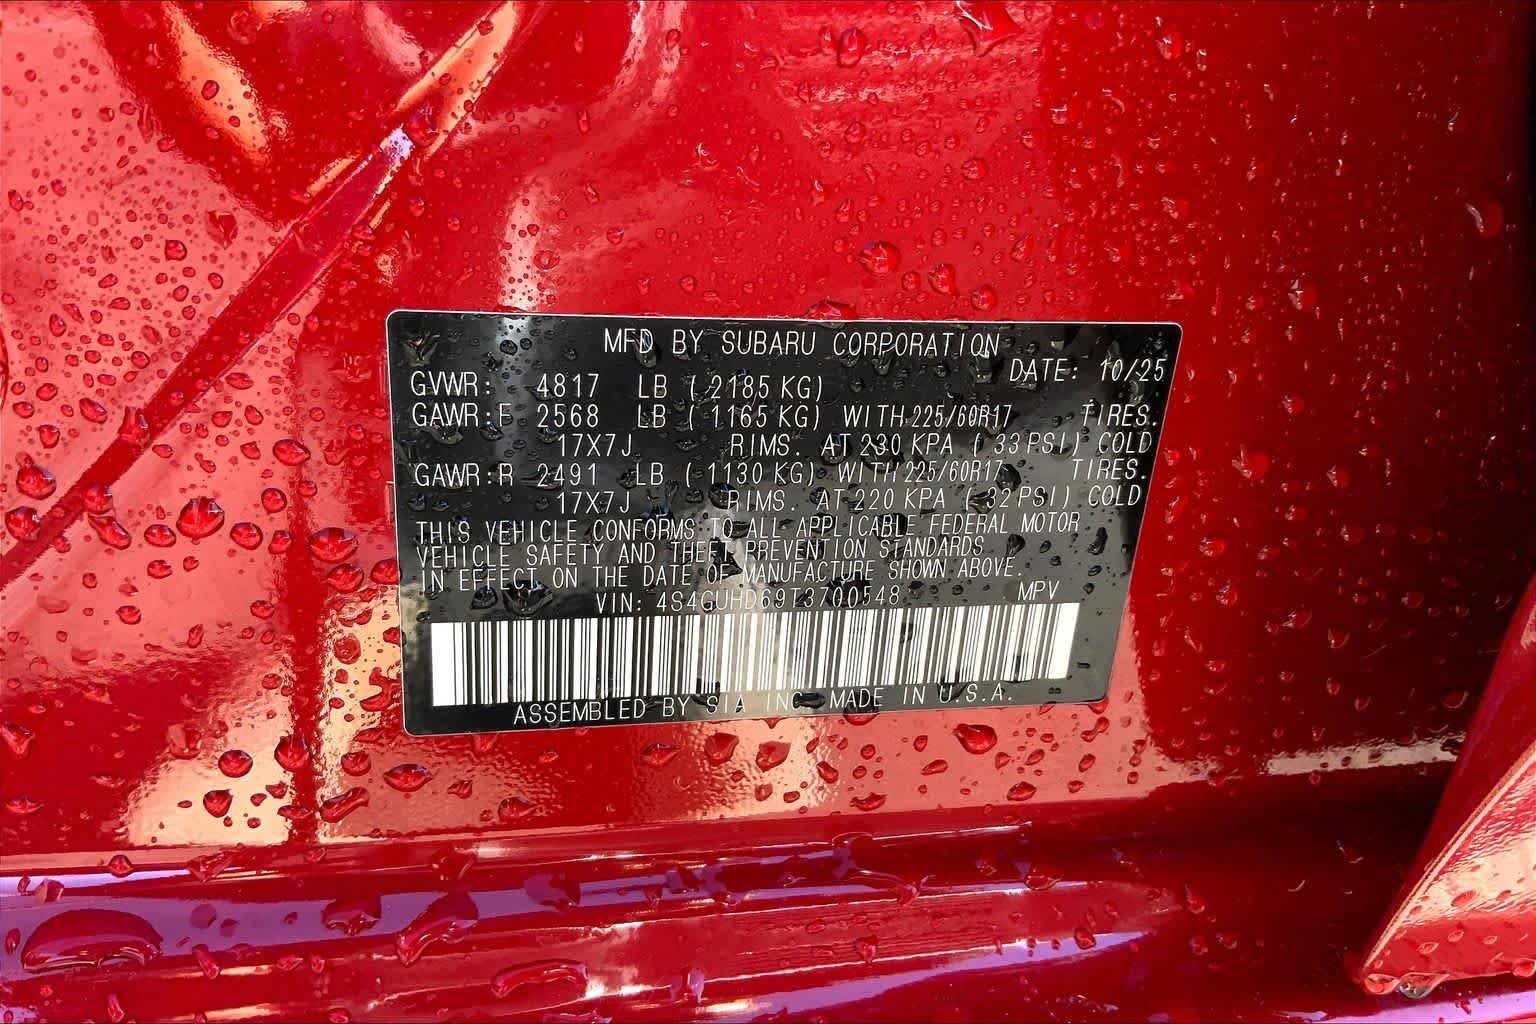 MFD BY SUBARU CORPORATION
DATE: 10/25
GVWR: 4817 LB (2185 KG)
GAWR:F 2568 LB (1165 KG) WITH 225/60R17 TIRES.
17X7J RIMS. AT 230 KPA (33 PSI) COLD
GAWR:R 2491 LB (1130 KG) WITH 225/60R17 TIRES.
17X7J RIMS. AT 220 KPA (32 PSI) COLD
THIS VEHICLE CONFORMS TO ALL APPLICABLE FEDERAL MOTOR
VEHICLE SAFETY AND THEFT PREVENTION STANDARDS
IN EFFECT ON THE DATE OF MANUFACTURE SHOWN ABOVE.
VIN: 4S4GUHD69T3700548 MPV
ASSEMBLED BY SIA INC. MADE IN U.S.A.